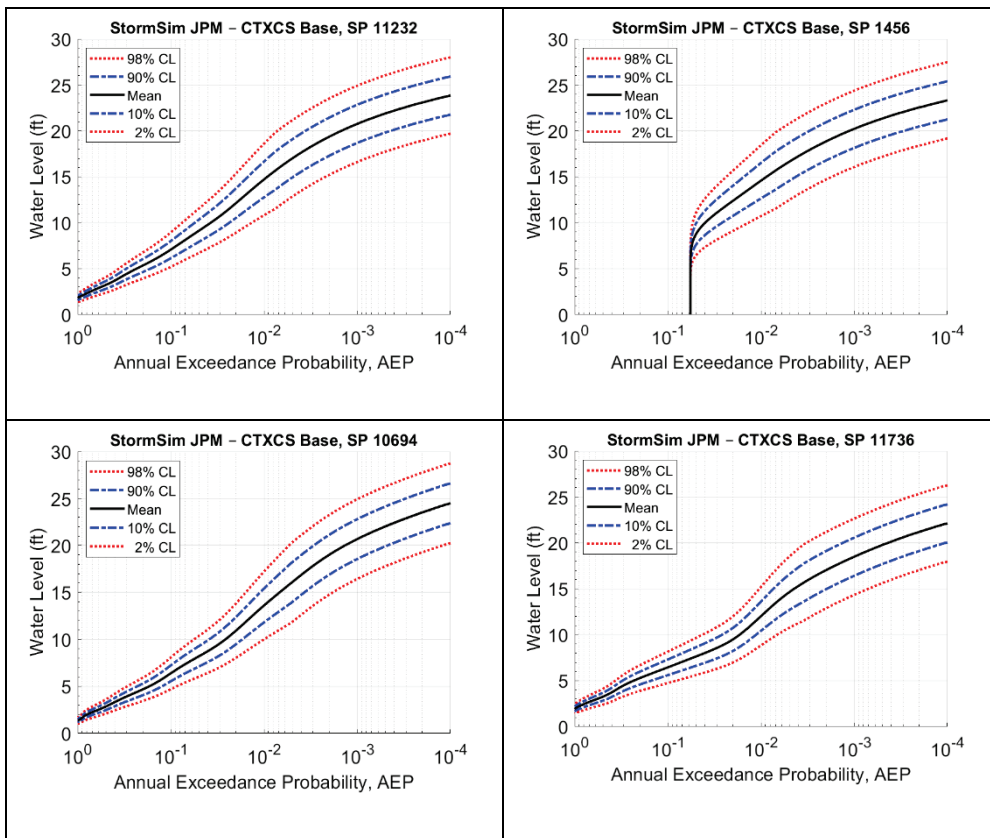 StormSim JPM – CTXCS Base, SP 11232
30
25
20
15
10
5
0
Water Level (ft)
98% CL
90% CL
Mean
10% CL
2% CL
10^0
10^-1
10^-2
10^-3
10^-4
Annual Exceedance Probability, AEP
StormSim JPM – CTXCS Base, SP 1456
30
25
20
15
10
5
0
Water Level (ft)
98% CL
90% CL
Mean
10% CL
2% CL
10^0
10^-1
10^-2
10^-3
10^-4
Annual Exceedance Probability, AEP
StormSim JPM – CTXCS Base, SP 10694
30
25
20
15
10
5
0
Water Level (ft)
98% CL
90% CL
Mean
10% CL
2% CL
10^0
10^-1
10^-2
10^-3
10^-4
Annual Exceedance Probability, AEP
StormSim JPM – CTXCS Base, SP 11736
30
25
20
15
10
5
0
Water Level (ft)
98% CL
90% CL
Mean
10% CL
2% CL
10^0
10^-1
10^-2
10^-3
10^-4
Annual Exceedance Probability, AEP